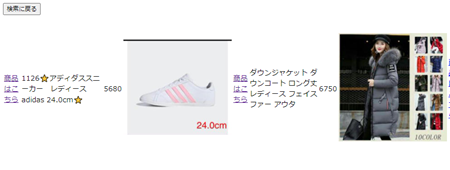 検索に戻る
商品はこちら
1126⭐アディダススニーカー レディース adidas 24.0cm⭐
5680
24.0cm
商品はこちら
ダウンジャケット ダウンコート ロング丈 レディース フェイスファー アウタ
6750
10COLOR